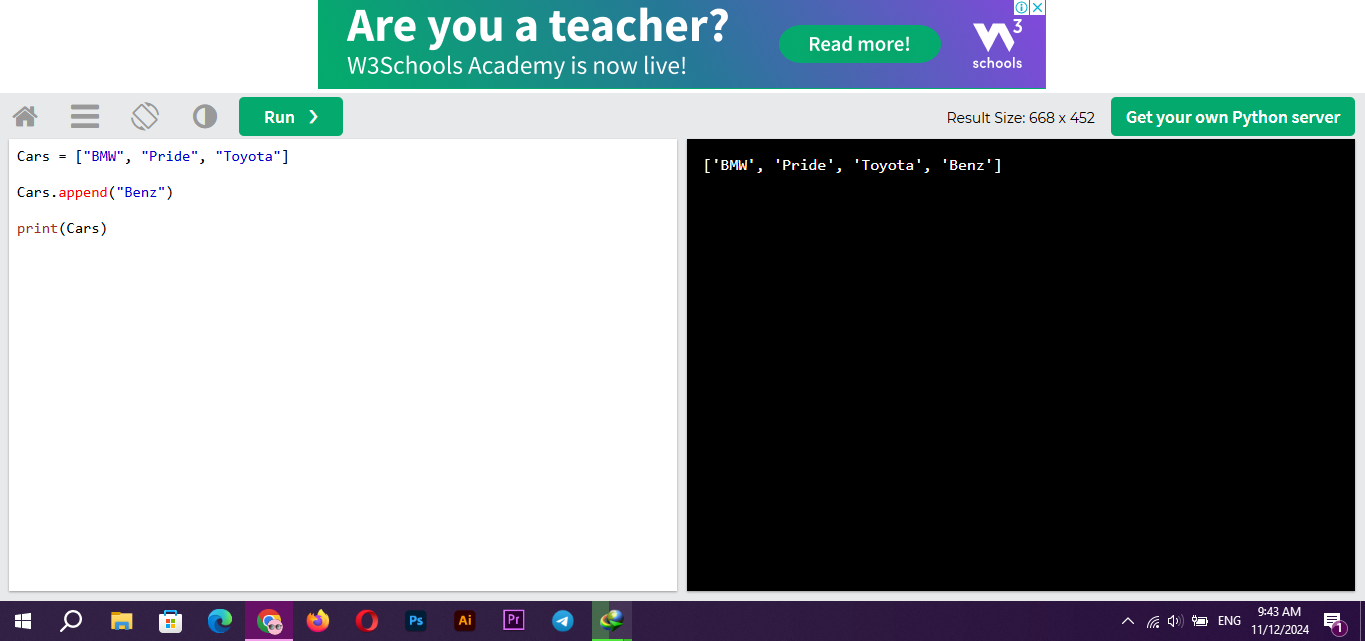 Are you a teacher?
W3Schools Academy is now live!
Read more!
W3
schools
Run ❯
Result Size: 668 x 452
Get your own Python server
Cars = ["BMW", "Pride", "Toyota"]
Cars.append("Benz")
print(Cars)
['BMW', 'Pride', 'Toyota', 'Benz']
Ps
Ai
Pr
ENG
9:43 AM
11/12/2024
1